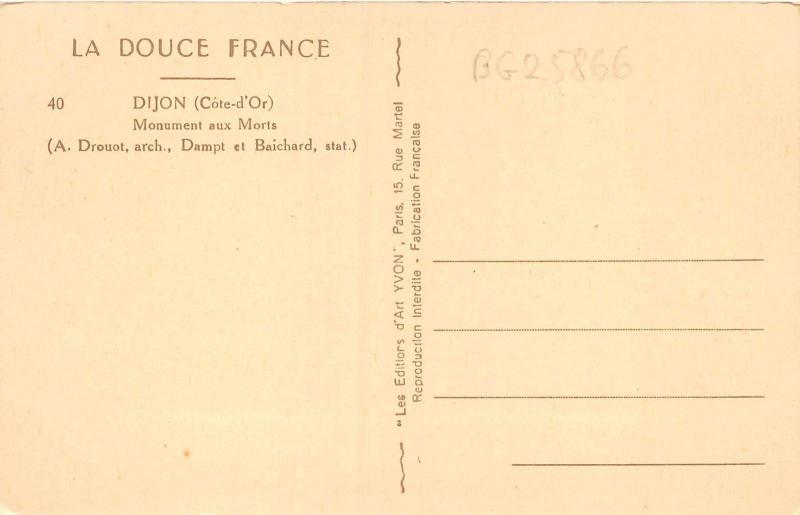 LA DOUCE FRANCE
40 DIJON (Côte-d'Or)
Monument aux Morts
(A. Drouot, arch., Dampt et Baichard, stat.)
"Les Editions d'Art YVON", Paris, 15, Rue Martel
Reproduction Interdite - Fabrication Française
BG25866